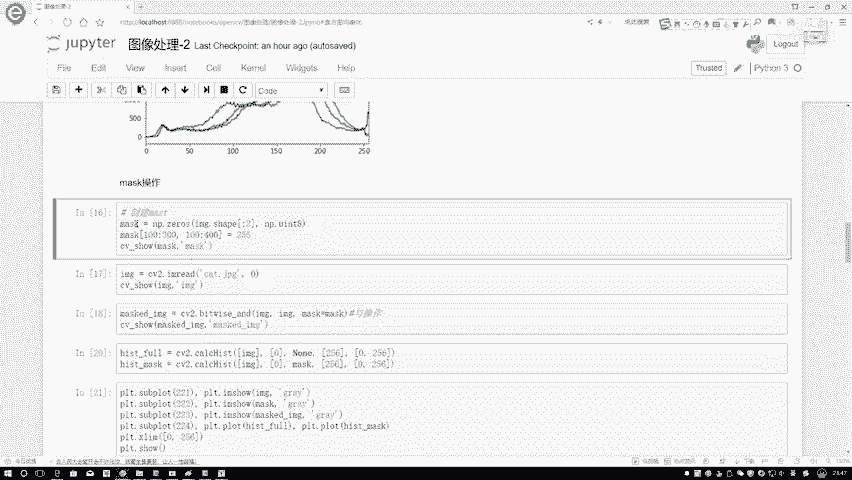 图像处理-2
http://localhost:8888/notebooks/opencv/图像处理/图像处理-2.ipynb#直方图均衡化
jupyter 图像处理-2 Last Checkpoint: an hour ago (autosaved)
Logout
File Edit View Insert Cell Kernel Widgets Help
Trusted Python 3
Code
0
0 50 100 150 200 250
mask操作
In [16]: # 创建mast
mask = np.zeros(img.shape[:2], np.uint8)
mask[100:300, 100:400] = 255
cv_show(mask,'mask')
In [17]: img = cv2.imread('cat.jpg', 0)
cv_show(img,'img')
In [18]: masked_img = cv2.bitwise_and(img, img, mask=mask)#与操作
cv_show(masked_img,'masked_img')
In [20]: hist_full = cv2.calcHist([img], [0], None, [256], [0, 256])
hist_mask = cv2.calcHist([img], [0], mask, [256], [0, 256])
In [21]: plt.subplot(221), plt.imshow(img, 'gray')
plt.subplot(222), plt.imshow(mask, 'gray')
plt.subplot(223), plt.imshow(masked_img, 'gray')
plt.subplot(224), plt.plot(hist_full), plt.plot(hist_mask)
plt.xlim([0, 256])
plt.show()
21:47